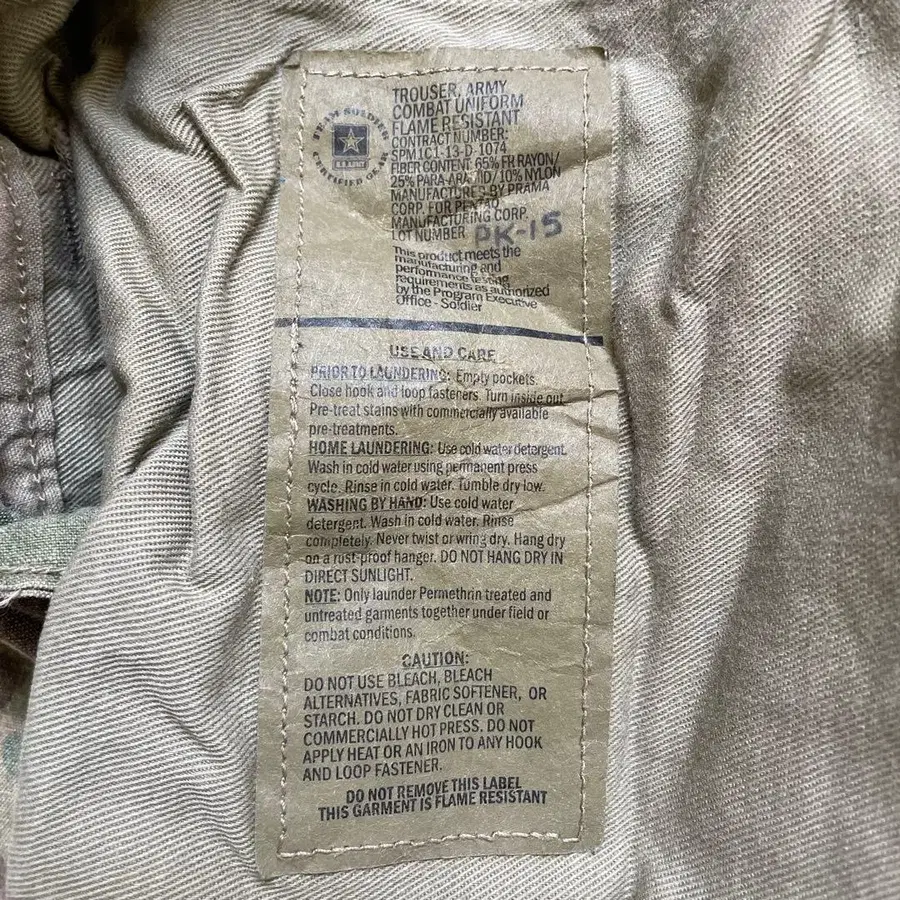 TEAM SOLDIER
U.S. ARMY
CERTIFIED GEAR
TROUSER, ARMY
COMBAT UNIFORM
FLAME RESISTANT
CONTRACT NUMBER:
SPM1C1-13-D-1074
FIBER CONTENT: 65% FR RAYON/
25% PARA-ARAMID/10% NYLON
MANUFACTURED BY PRAMA
CORP. FOR PENTAQ
MANUFACTURING CORP.
LOT NUMBER PK-15
This product meets the
manufacturing and
performance testing
requirements as authorized
by the Program Executive
Office - Soldier
USE AND CARE
PRIOR TO LAUNDERING: Empty pockets.
Close hook and loop fasteners. Turn inside out.
Pre-treat stains with commercially available
pre-treatments.
HOME LAUNDERING: Use cold water detergent.
Wash in cold water using permanent press
cycle. Rinse in cold water. Tumble dry low.
WASHING BY HAND: Use cold water
detergent. Wash in cold water. Rinse
completely. Never twist or wring dry. Hang dry
on a rust-proof hanger. DO NOT HANG DRY IN
DIRECT SUNLIGHT.
NOTE: Only launder Permethrin treated and
untreated garments together under field or
combat conditions.
CAUTION:
DO NOT USE BLEACH, BLEACH
ALTERNATIVES, FABRIC SOFTENER, OR
STARCH. DO NOT DRY CLEAN OR
COMMERCIALLY HOT PRESS. DO NOT
APPLY HEAT OR AN IRON TO ANY HOOK
AND LOOP FASTENER.
DO NOT REMOVE THIS LABEL
THIS GARMENT IS FLAME RESISTANT